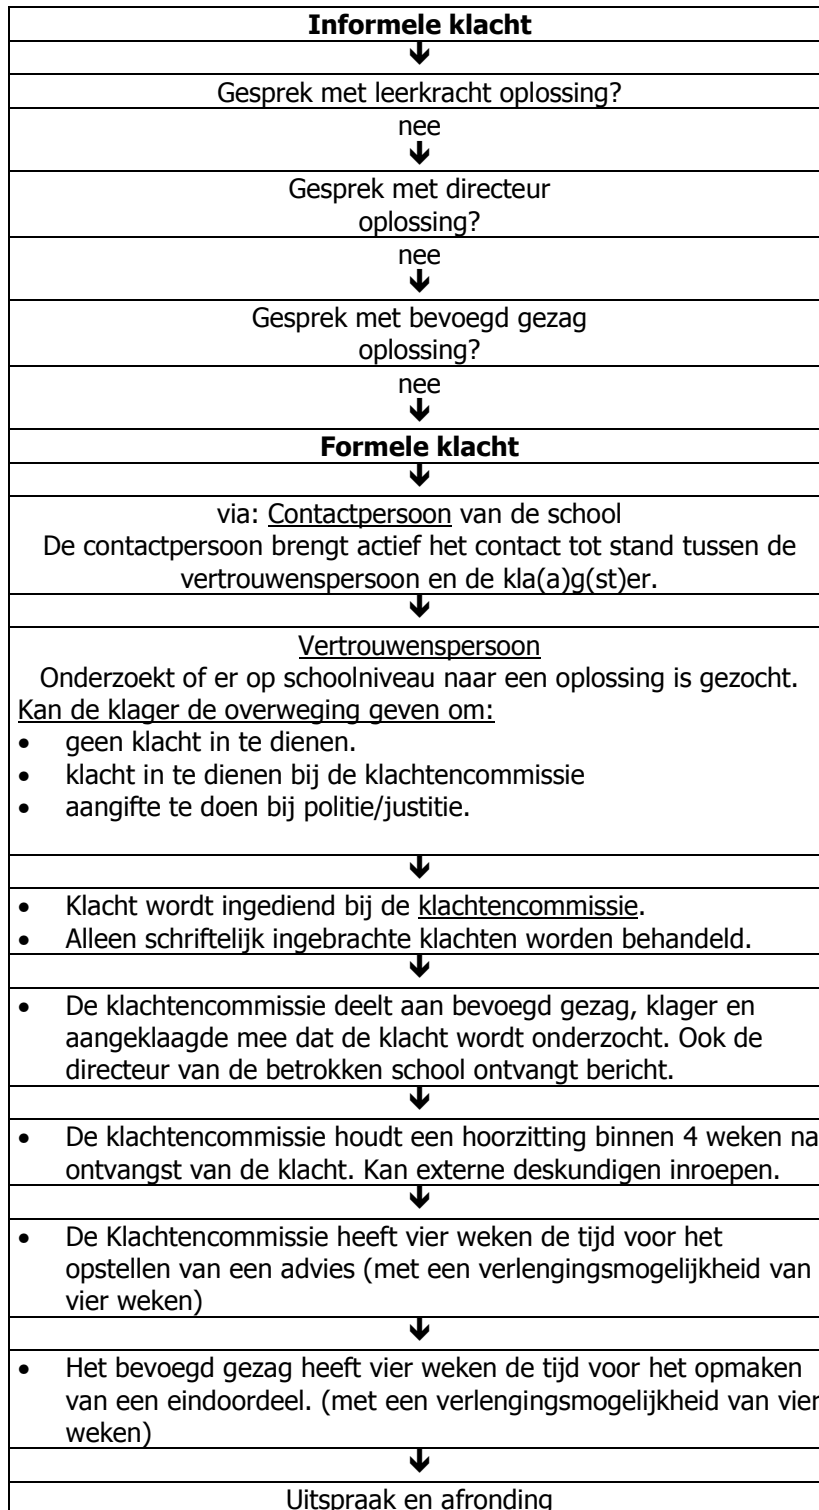 Informele klacht
🡻
Gesprek met leerkracht oplossing?
nee
🡻
Gesprek met directeur
oplossing?
nee
🡻
Gesprek met bevoegd gezag
oplossing?
nee
🡻
Formele klacht
🡻
via: Contactpersoon van de school
De contactpersoon brengt actief het contact tot stand tussen de
vertrouwenspersoon en de kla(a)g(st)er.
🡻
Vertrouwenspersoon
Onderzoekt of er op schoolniveau naar een oplossing is gezocht.
Kan de klager de overweging geven om:
• geen klacht in te dienen.
• klacht in te dienen bij de klachtencommissie
• aangifte te doen bij politie/justitie.
🡻
• Klacht wordt ingediend bij de klachtencommissie.
• Alleen schriftelijk ingebrachte klachten worden behandeld.
🡻
• De klachtencommissie deelt aan bevoegd gezag, klager en
aangeklaagde mee dat de klacht wordt onderzocht. Ook de
directeur van de betrokken school ontvangt bericht.
🡻
• De klachtencommissie houdt een hoorzitting binnen 4 weken na
ontvangst van de klacht. Kan externe deskundigen inroepen.
🡻
• De Klachtencommissie heeft vier weken de tijd voor het
opstellen van een advies (met een verlengingsmogelijkheid van
vier weken)
🡻
• Het bevoegd gezag heeft vier weken de tijd voor het opmaken
van een eindoordeel. (met een verlengingsmogelijkheid van vier
weken)
🡻
Uitspraak en afronding